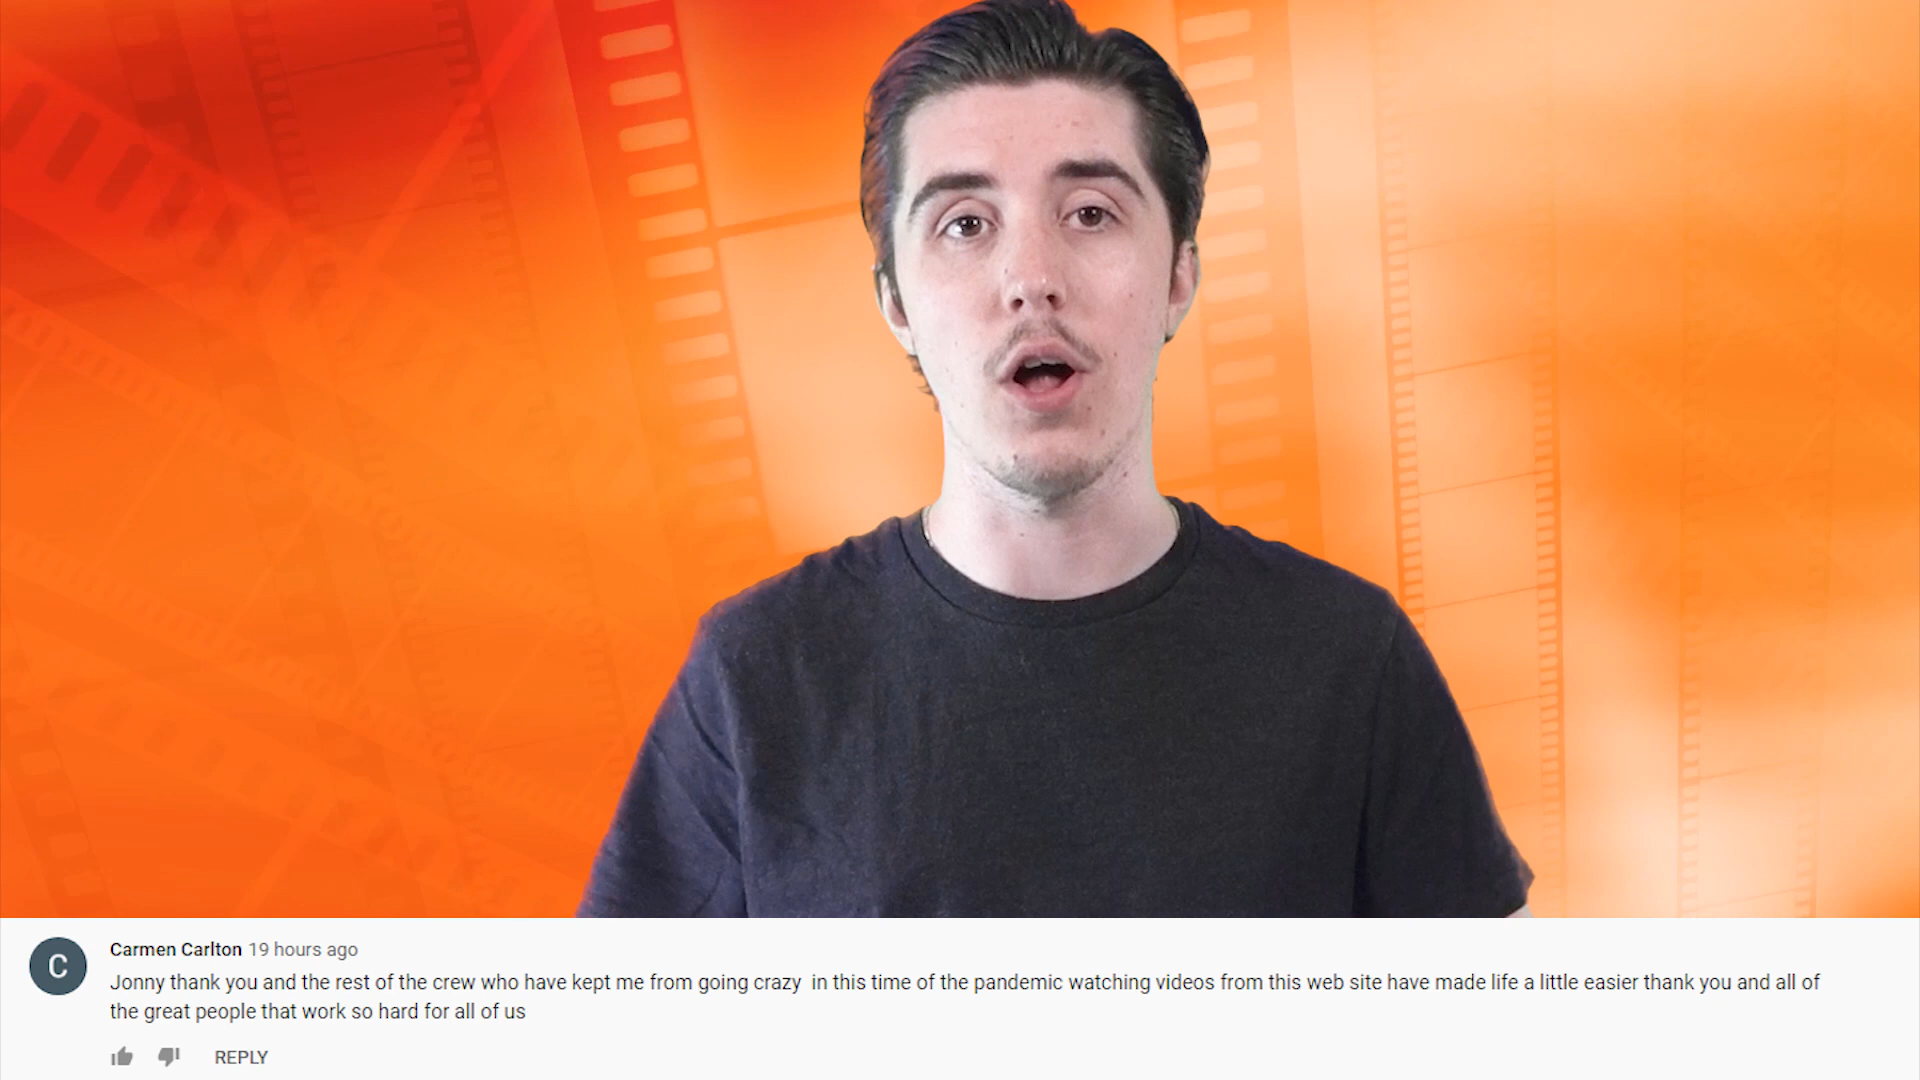 C
Carmen Carlton 19 hours ago
Jonny thank you and the rest of the crew who have kept me from going crazy  in this time of the pandemic watching videos from this web site have made life a little easier thank you and all of
the great people that work so hard for all of us
REPLY